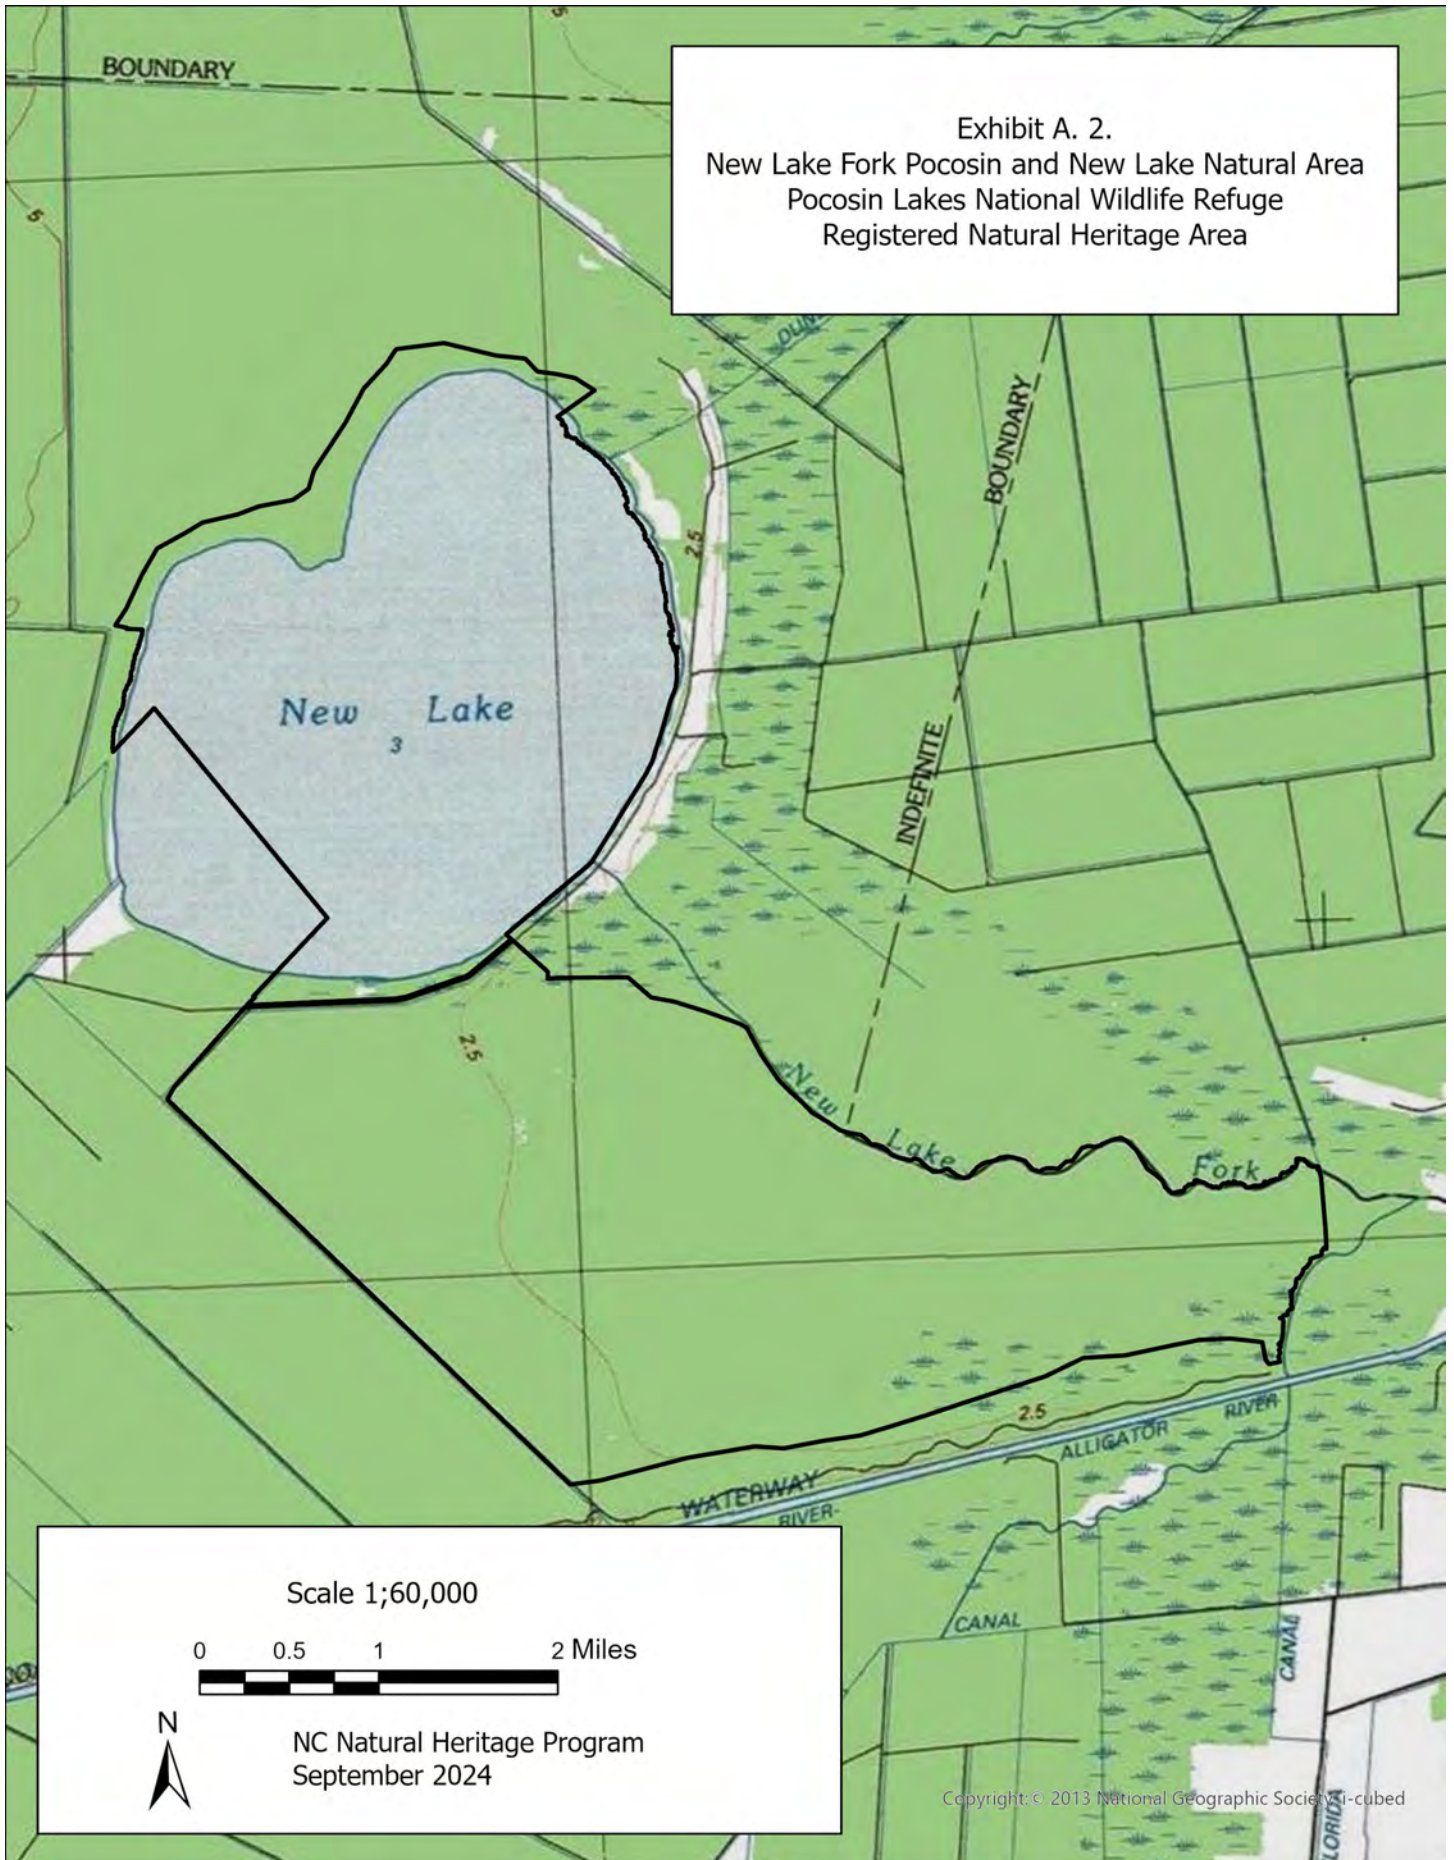 BOUNDARY
5
5
Exhibit A. 2.
New Lake Fork Pocosin and New Lake Natural Area
Pocosin Lakes National Wildlife Refuge
Registered Natural Heritage Area
BOUNDARY
2.5
New Lake
3
INDEFINITE
2.5
New Lake Fork
2.5
ALLIGATOR RIVER
WATERWAY
RIVER
CANAL
CANAL
Scale 1;60,000
0 0.5 1 2 Miles
N
NC Natural Heritage Program
September 2024
Copyright:© 2013 National Geographic Society, i-cubed